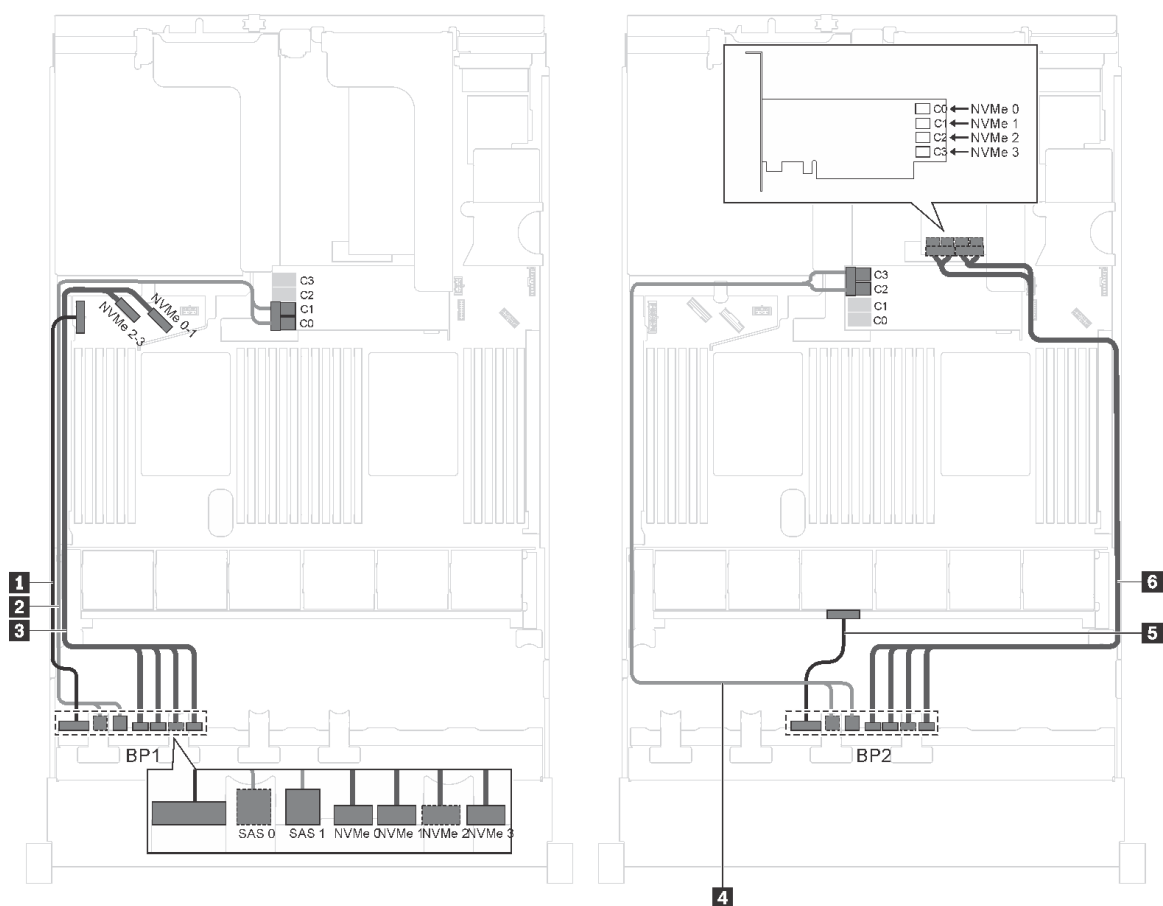 C0 NVMe 0
C1 NVMe 1
C2 NVMe 2
C3 NVMe 3
C3
C2
C1
C0
NVMe 0-1
NVMe 2-3
C3
C2
C1
C0
1
2
3
6
5
BP1
BP2
SAS 0 SAS 1 NVMe 0 NVMe 1 NVMe 2 NVMe 3
4